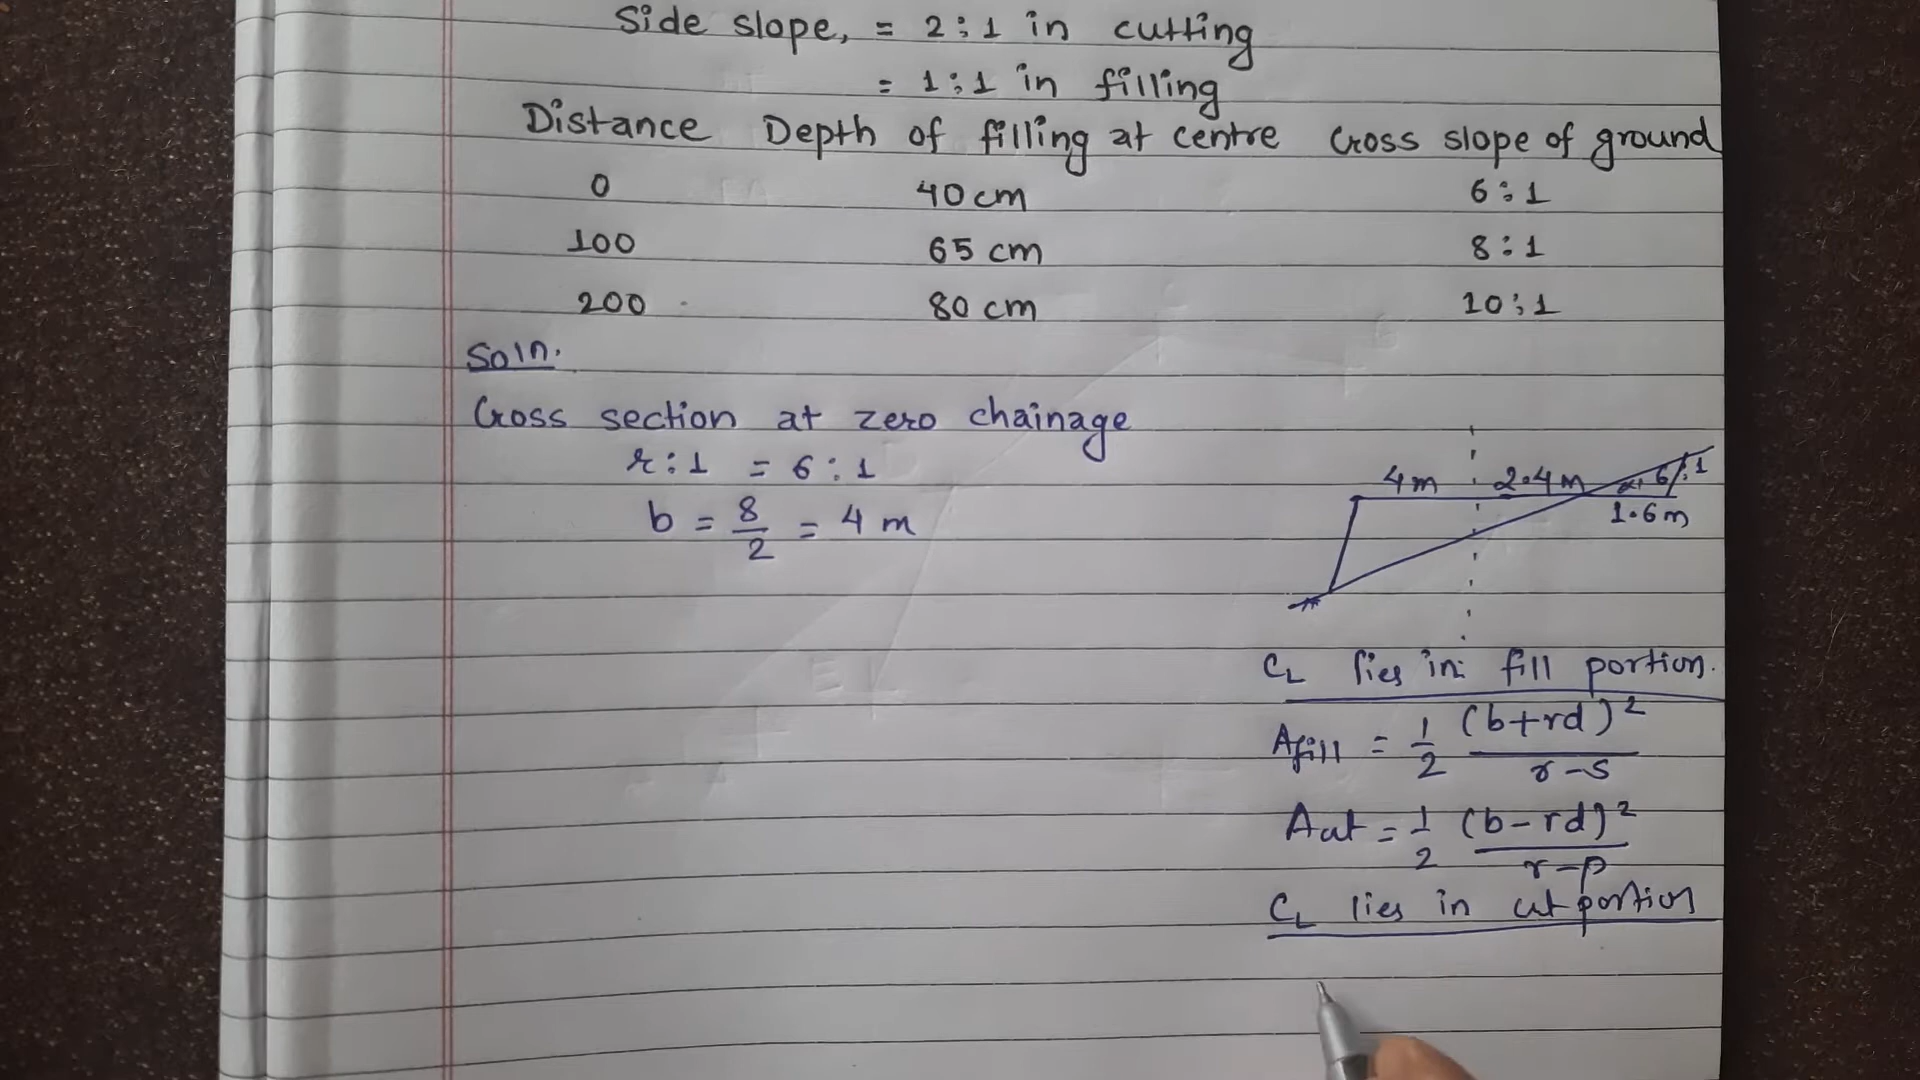 Side slope, = 2:1 in cutting
= 1:1 in filling
Distance Depth of filling at centre Cross slope of ground
0 40 cm 6:1
100 65 cm 8:1
200 80 cm 10:1
Soln.
Cross section at zero chainage
r:1 = 6:1
b = 8/2 = 4 m
4m 2.4m 6:1
1.6m
CL lies in fill portion.
Afill = 1/2 (b+rd)²/r-s
Acut = 1/2 (b-rd)²/r-p
CL lies in cut portion